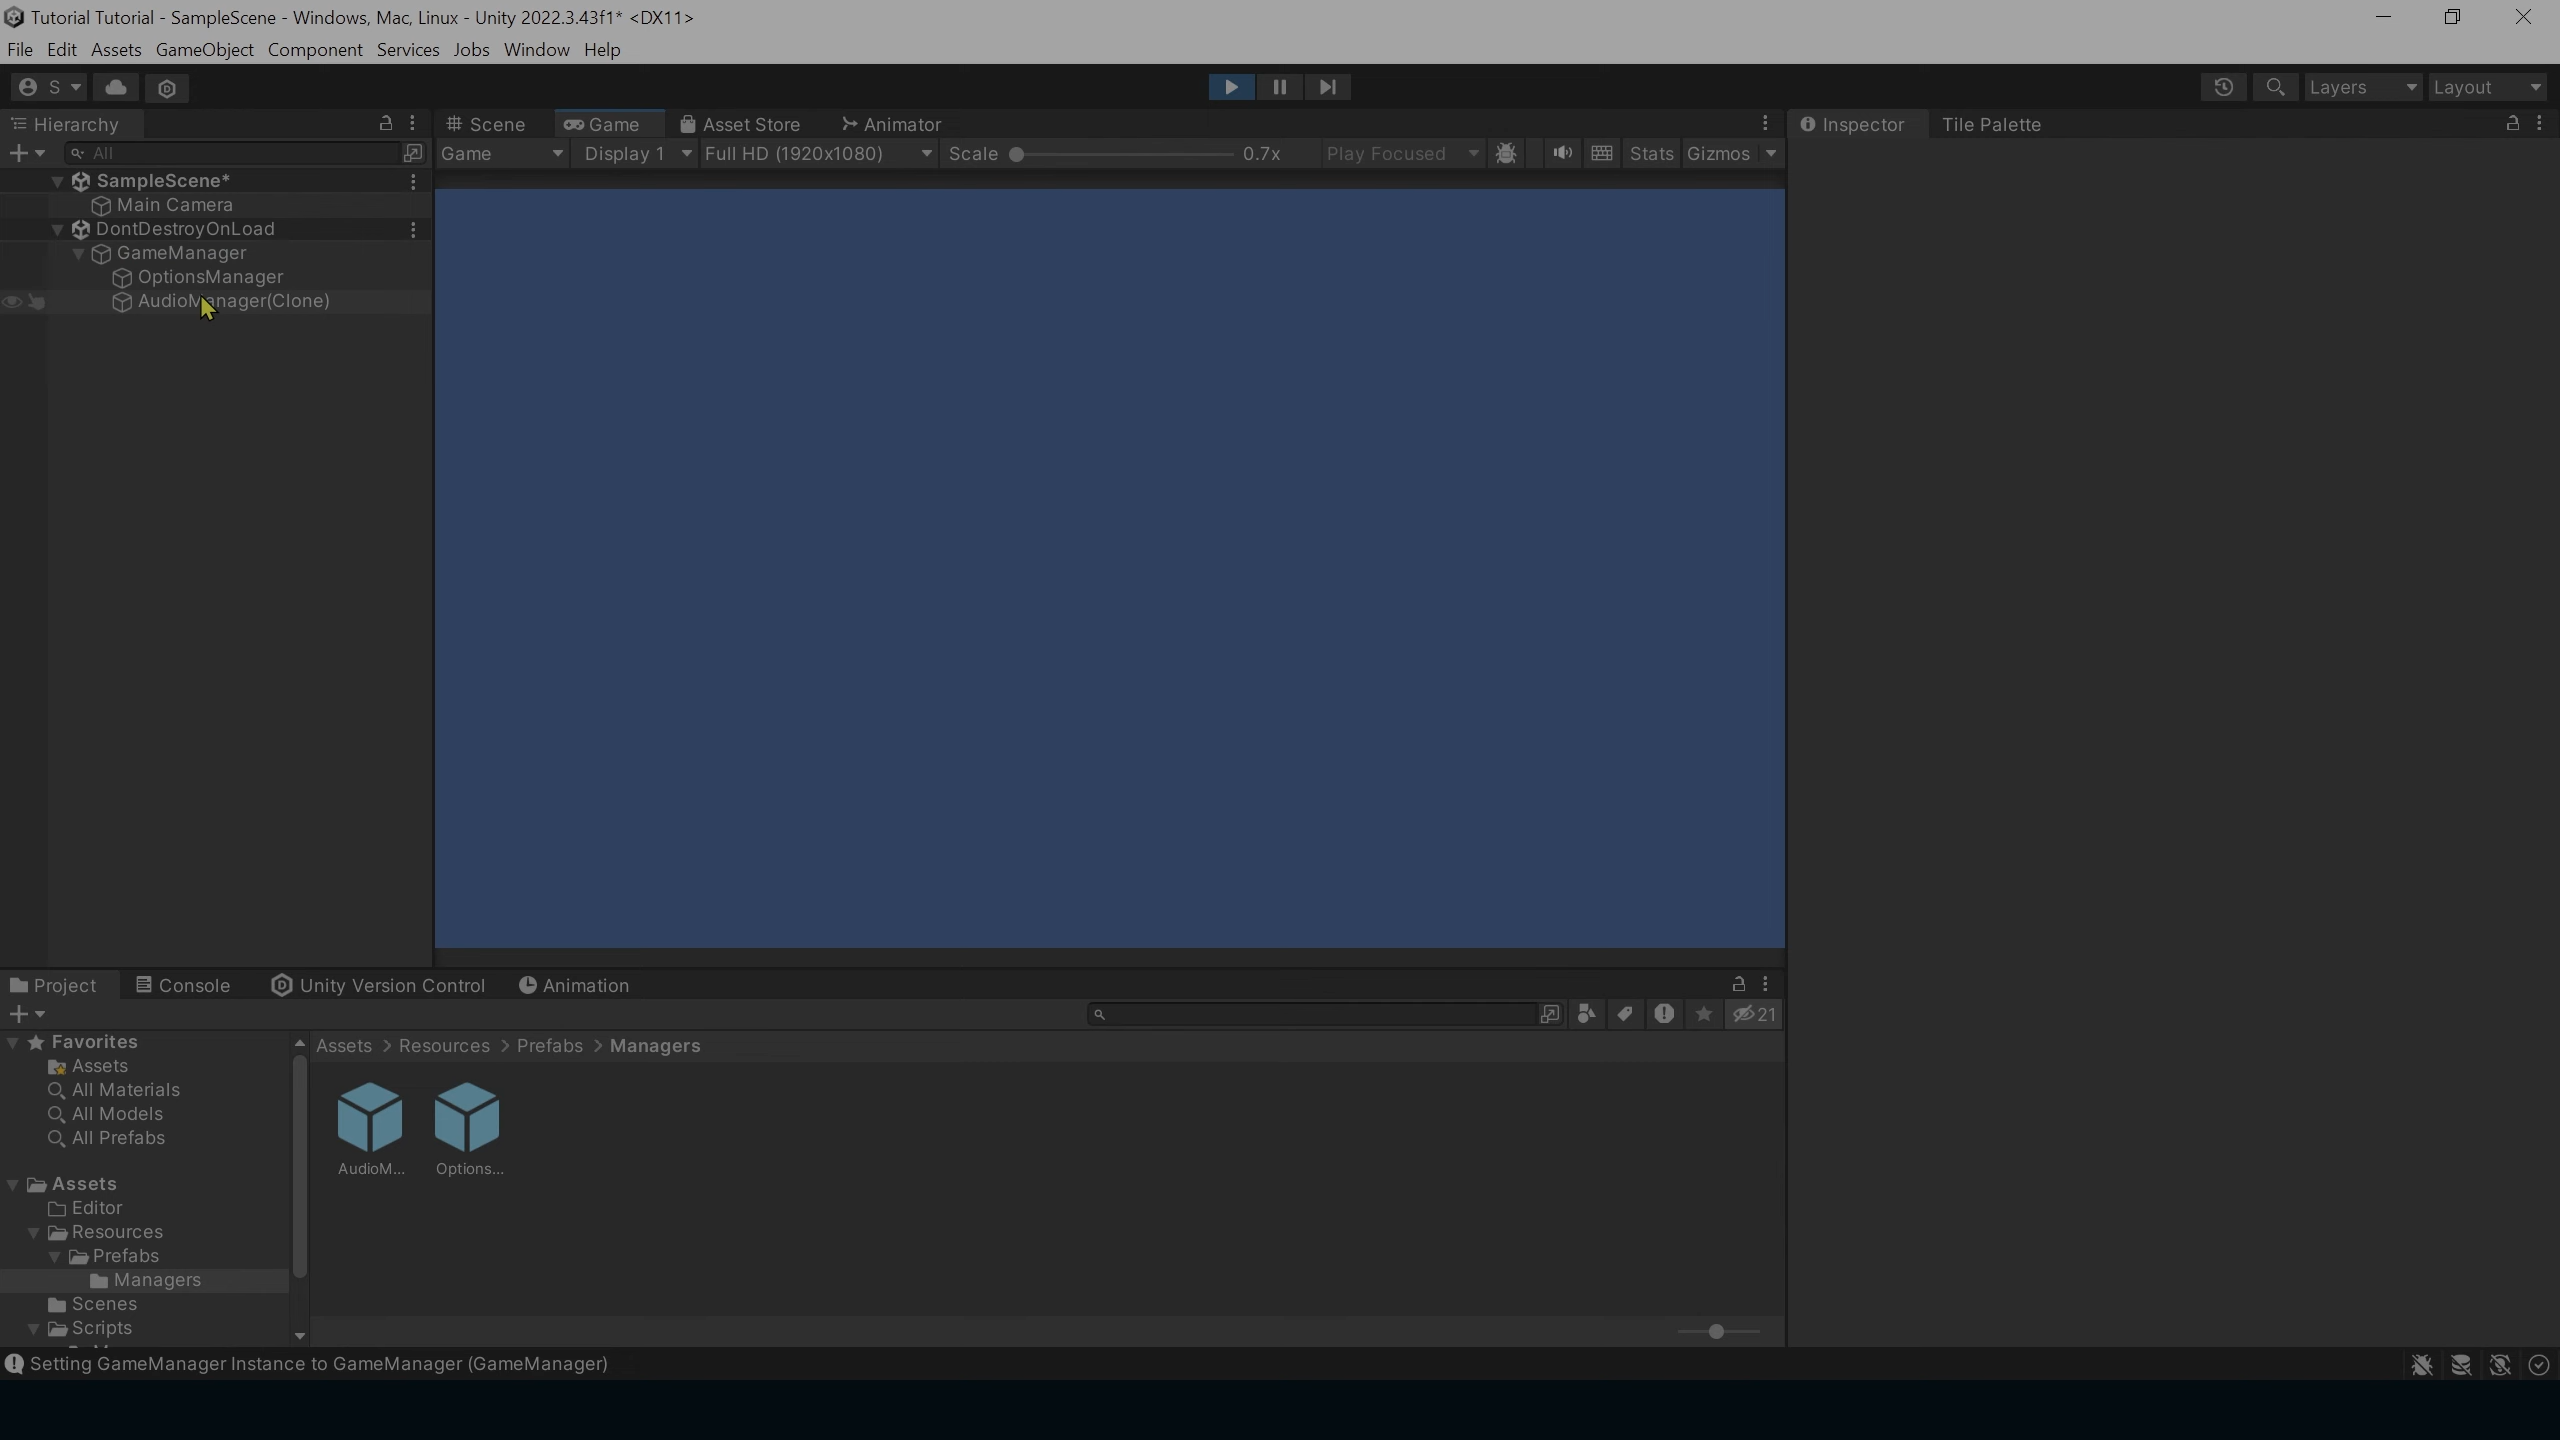 Tutorial Tutorial - SampleScene - Windows, Mac, Linux - Unity 2022.3.43f1* <DX11>
File Edit Assets GameObject Component Services Jobs Window Help
S Layers Layout
Hierarchy Scene Game Asset Store Animator Inspector Tile Palette
All Game Display 1 Full HD (1920x1080) Scale 0.7x Play Focused Stats Gizmos
SampleScene*
Main Camera
DontDestroyOnLoad
GameManager
OptionsManager
AudioManager(Clone)
Project Console Unity Version Control Animation
21
Favorites
Assets
All Materials
All Models
All Prefabs
Assets
Editor
Resources
Prefabs
Managers
Scenes
Scripts
Assets > Resources > Prefabs > Managers
AudioM... Options...
Setting GameManager Instance to GameManager (GameManager)